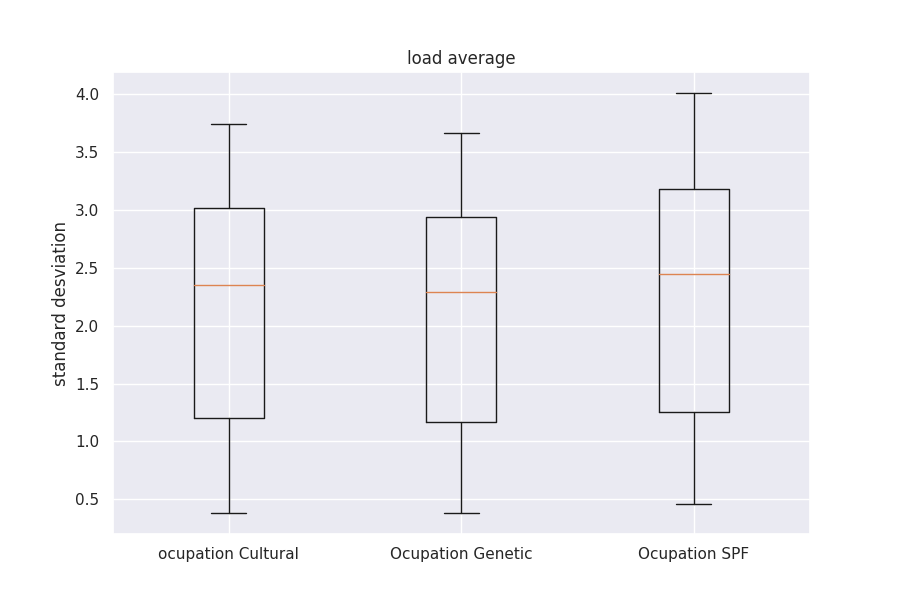 load average
standard desviation
4.0
3.5
3.0
2.5
2.0
1.5
1.0
0.5
ocupation Cultural
Ocupation Genetic
Ocupation SPF